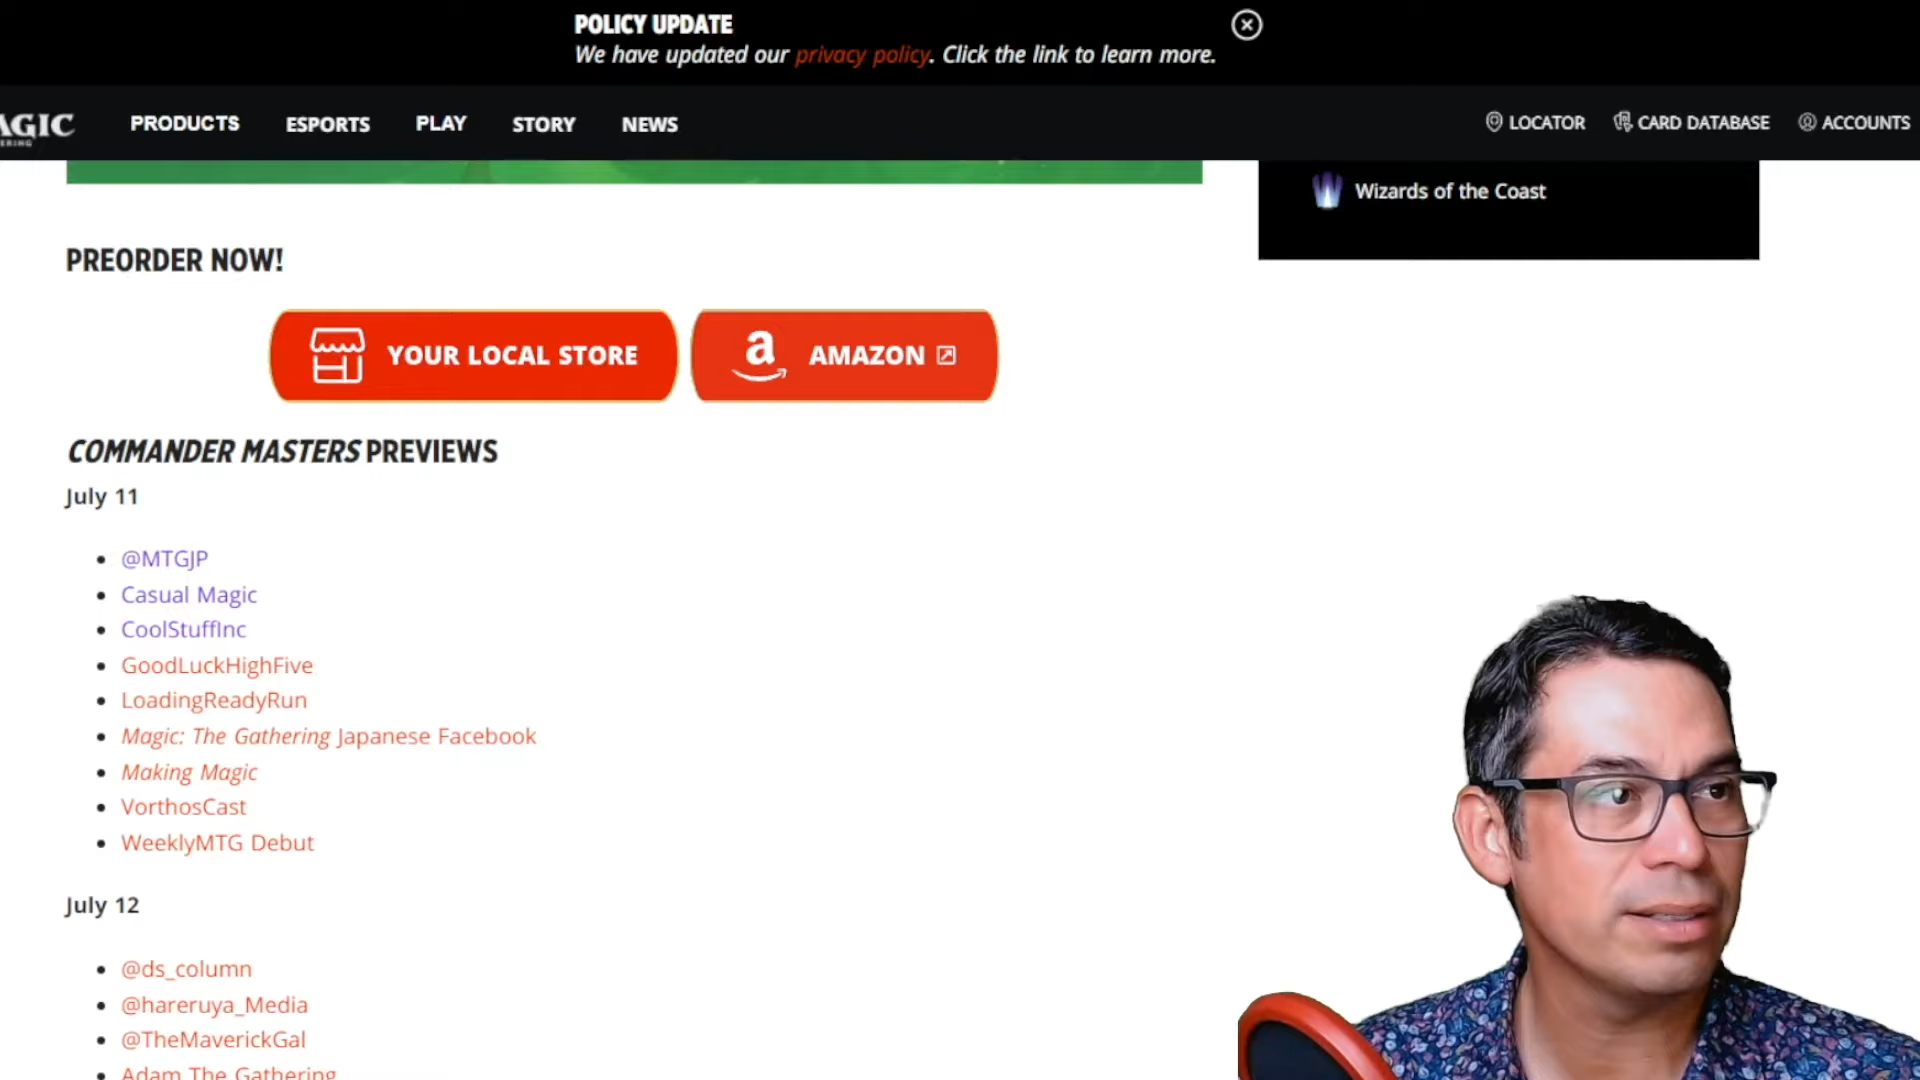 POLICY UPDATE
We have updated our privacy policy. Click the link to learn more.
PRODUCTS
ESPORTS
PLAY
STORY
NEWS
LOCATOR
CARD DATABASE
ACCOUNTS
Wizards of the Coast
PREORDER NOW!
YOUR LOCAL STORE
AMAZON
COMMANDER MASTERS PREVIEWS
July 11
@MTGJP
Casual Magic
CoolStuffInc
GoodLuckHighFive
LoadingReadyRun
Magic: The Gathering Japanese Facebook
Making Magic
VorthosCast
WeeklyMTG Debut
July 12
@ds_column
@hareruya_Media
@TheMaverickGal
Adam The Gathering